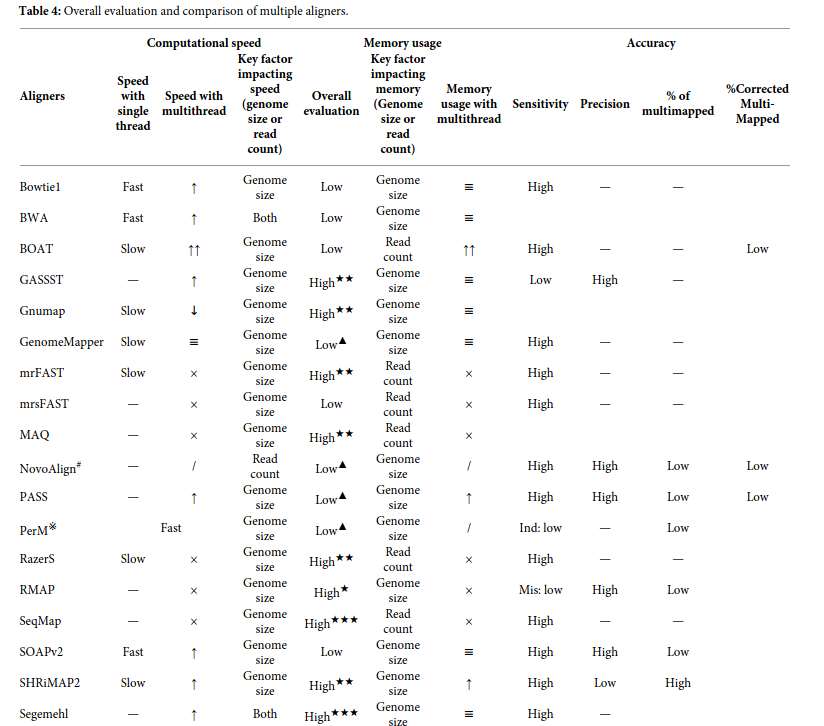 Table 4: Overall evaluation and comparison of multiple aligners.
Computational speed Memory usage Accuracy
Aligners Speed with single thread Speed with multithread Key factor impacting speed (genome size or read count) Overall evaluation Key factor impacting memory (Genome size or read count) Memory usage with multithread Sensitivity Precision % of multimapped %Corrected Multi-Mapped
Bowtie1 Fast ↑ Genome size Low Genome size ≡ High — —
BWA Fast ↑ Both Low Genome size ≡
BOAT Slow ↑↑ Genome size Low Read count ↑↑ High — — Low
GASSST — ↑ Genome size High★★ Genome size ≡ Low High —
Gnumap Slow ↓ Genome size High★★ Genome size ≡
GenomeMapper Slow ≡ Genome size Low▲ Genome size ≡ High — —
mrFAST Slow × Genome size High★★ Read count × High — —
mrsFAST — × Genome size Low Read count × High — —
MAQ — × Genome size High★★ Read count ×
NovoAlign# — / Read count Low▲ Genome size / High High Low Low
PASS — ↑ Genome size Low▲ Genome size ↑ High High Low Low
PerM※ Fast Genome size Low▲ Genome size / Ind: low — Low
RazerS Slow × Genome size High★★ Read count × High — —
RMAP — × Genome size High★ Genome size × Mis: low High Low
SeqMap — × Genome size High★★★ Read count × High — —
SOAPv2 Fast ↑ Genome size Low Genome size ≡ High High Low
SHRiMAP2 Slow ↑ Genome size High★★ Genome size ↑ High Low High
Segemehl — ↑ Both High★★★ Genome size ≡ High —